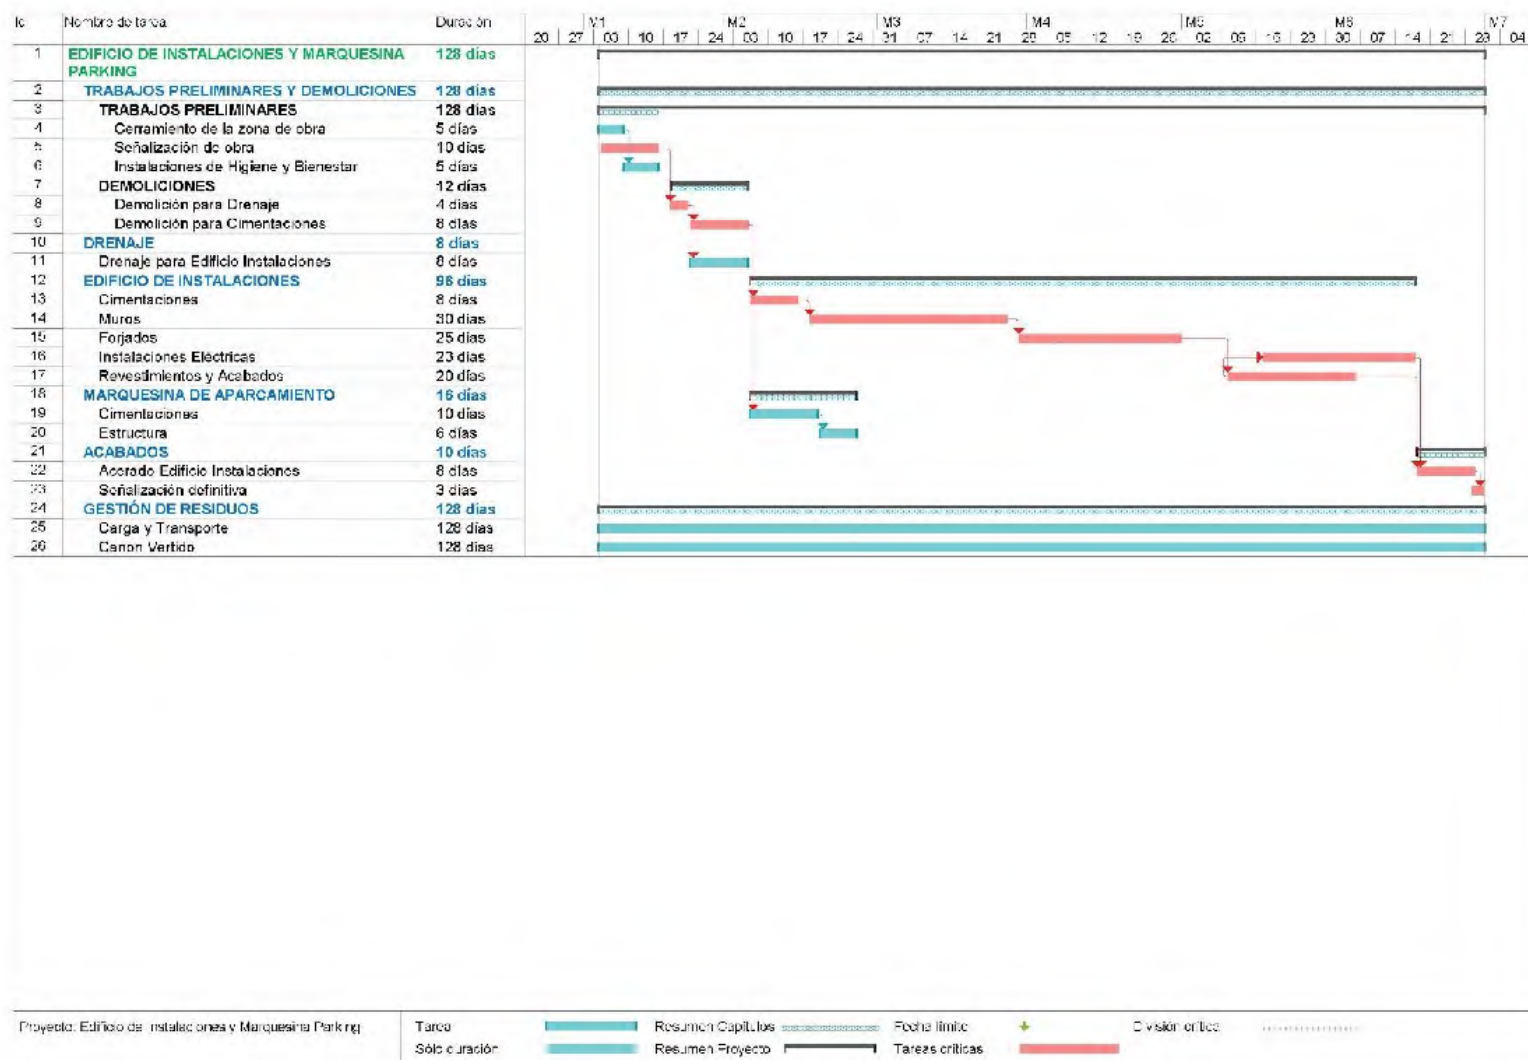 Id Nombre de tarea Duración M1 M2 M3 M4 M5 M6 M7
20 27 03 10 17 24 03 10 17 24 31 07 14 21 28 05 12 19 26 02 09 16 23 30 07 14 21 28 04
1 EDIFICIO DE INSTALACIONES Y MARQUESINA 128 días
PARKING
2 TRABAJOS PRELIMINARES Y DEMOLICIONES 128 días
3 TRABAJOS PRELIMINARES 128 días
4 Cerramiento de la zona de obra 5 días
5 Señalización de obra 10 días
6 Instalaciones de Higiene y Bienestar 5 días
7 DEMOLICIONES 12 días
8 Demolición para Drenaje 4 días
9 Demolición para Cimentaciones 8 días
10 DRENAJE 8 días
11 Drenaje para Edificio Instalaciones 8 días
12 EDIFICIO DE INSTALACIONES 96 días
13 Cimentaciones 8 días
14 Muros 30 días
15 Forjados 25 días
16 Instalaciones Eléctricas 23 días
17 Revestimientos y Acabados 20 días
18 MARQUESINA DE APARCAMIENTO 16 días
19 Cimentaciones 10 días
20 Estructura 6 días
21 ACABADOS 10 días
22 Acerado Edificio Instalaciones 8 días
23 Señalización definitiva 3 días
24 GESTIÓN DE RESIDUOS 128 días
25 Carga y Transporte 128 días
26 Canon Vertido 128 días
Proyecto: Edificio de Instalaciones y Marquesina Parking Tarea Resumen Capítulos Fecha límite División crítica
Sólo duración Resumen Proyecto Tareas críticas